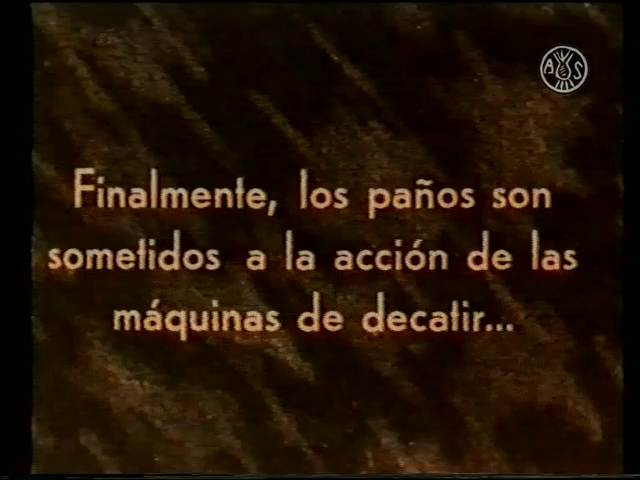 A S
Finalmente, los paños son
sometidos a la acción de las
máquinas de decatir...